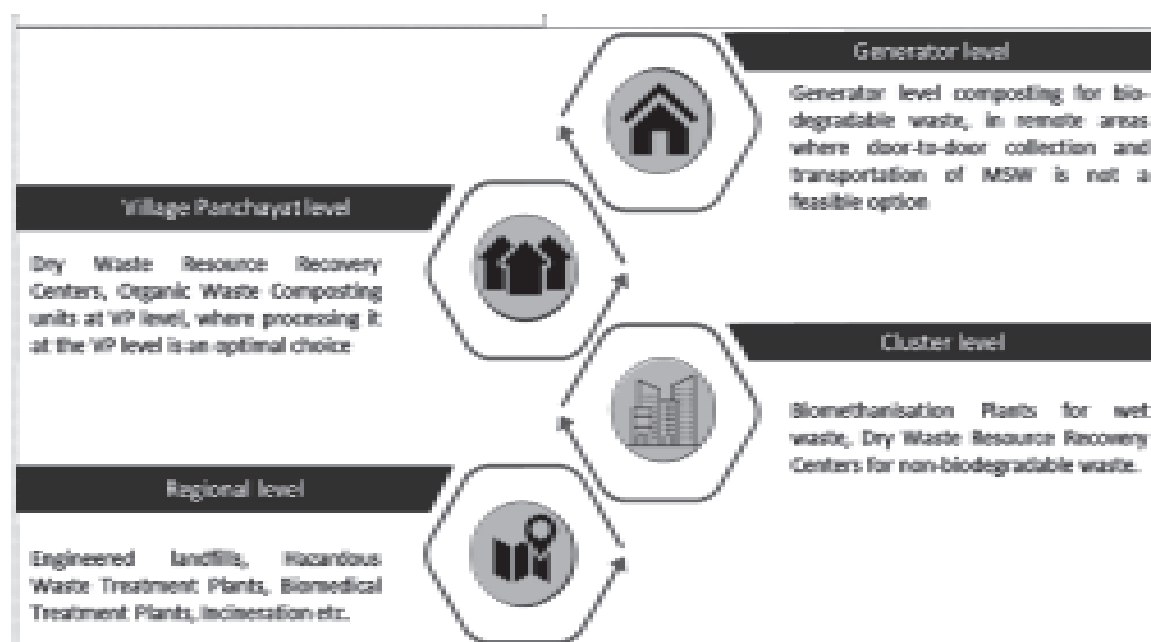 Generator level
Generator level composting for bio-
degradable waste, in remote areas
where door-to-door collection and
transportation of MSW is not a
feasible option
Village Panchayat level
Dry Waste Resource Recovery
Centers, Organic Waste Composting
units at VP level, where processing it
at the VP level is an optimal choice
Cluster level
Biomethanisation Plants for wet
waste, Dry Waste Resource Recovery
Centers for non-biodegradable waste.
Regional level
Engineered landfills, Hazardous
Waste Treatment Plants, Biomedical
Treatment Plants, Incineration etc.